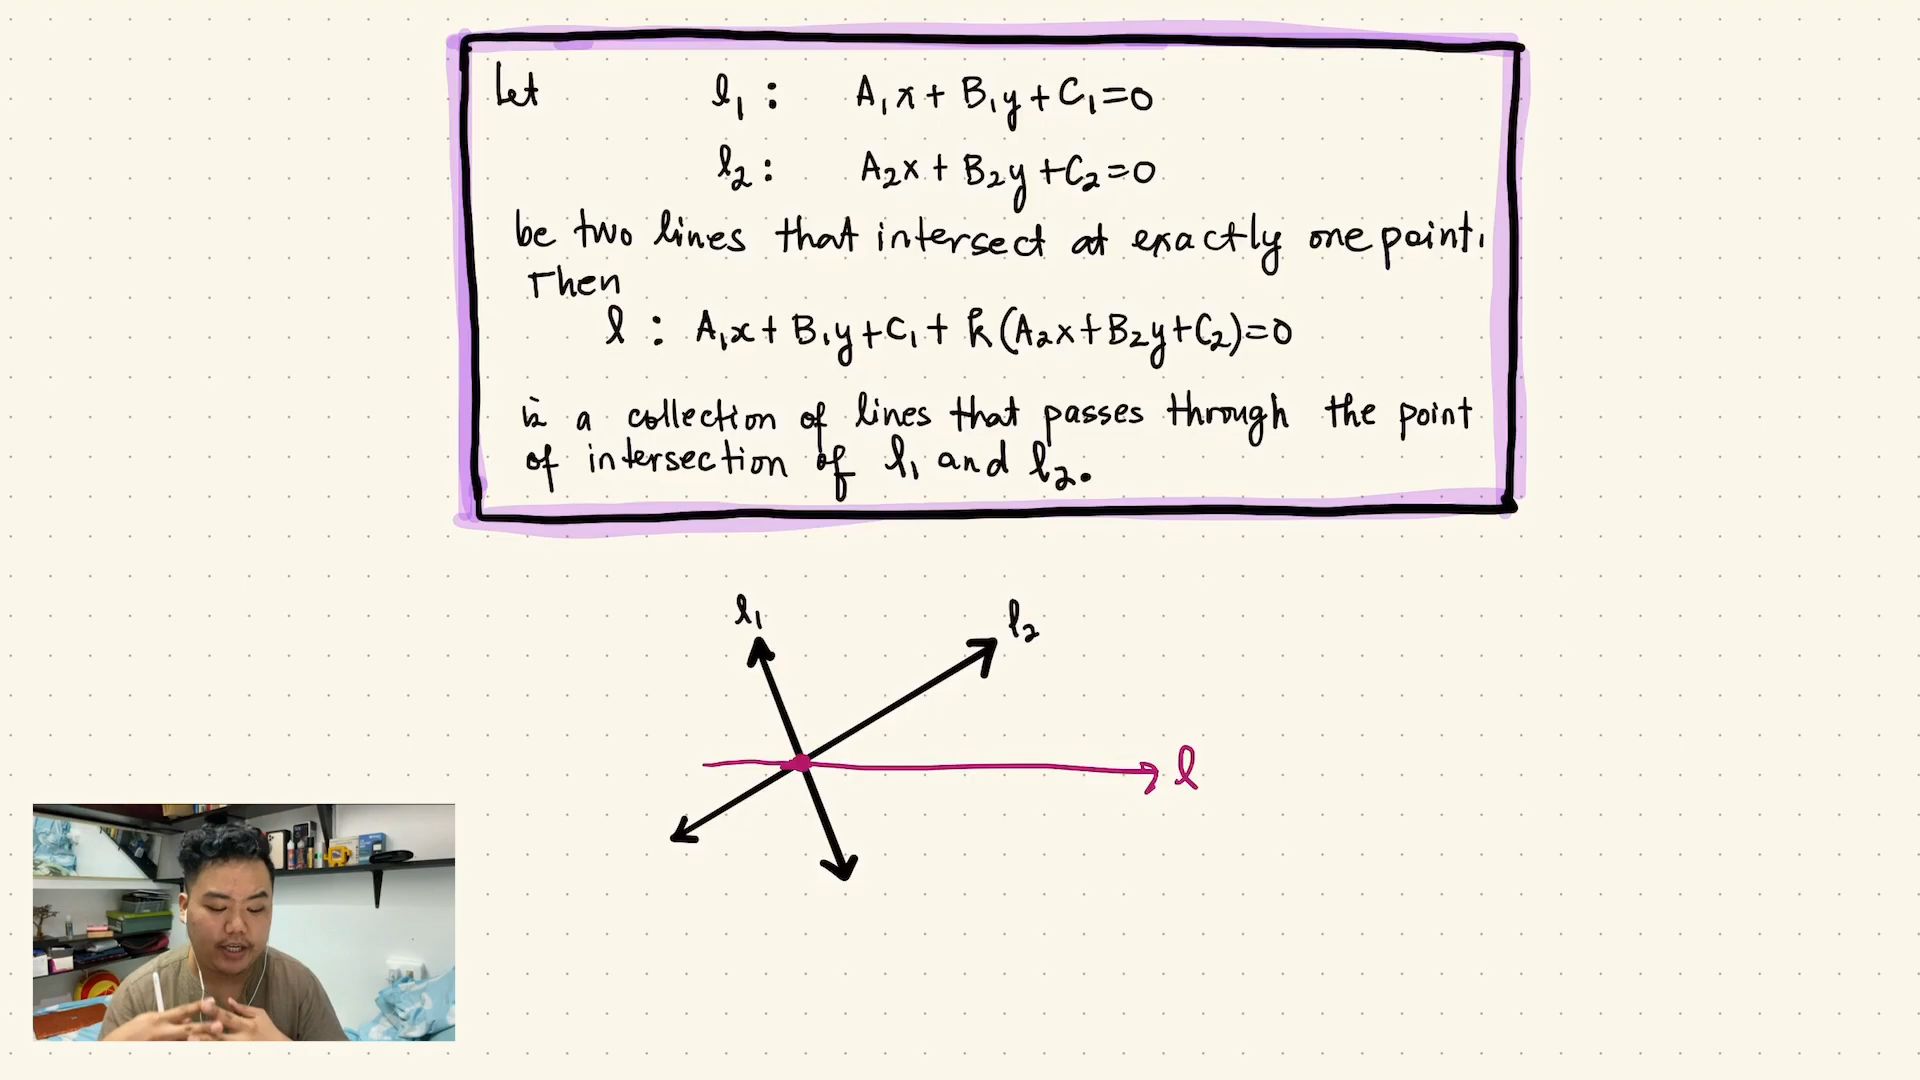 Let l₁ : A₁x + B₁y + C₁=0
l₂ : A₂x + B₂y +C₂=0
be two lines that intersect at exactly one point.
Then
l : A₁x + B₁y+C₁+ k(A₂x+B₂y+C₂)=0
is a collection of lines that passes through the point
of intersection of l₁ and l₂.
l₁
l₂
l